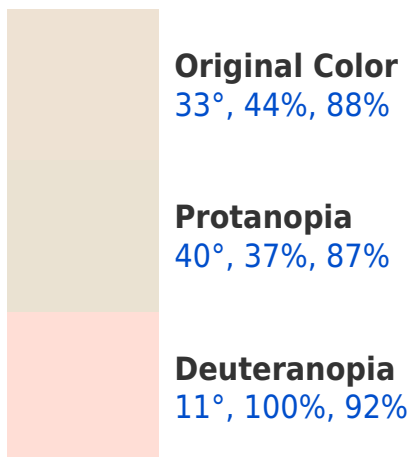 Original Color
33°, 44%, 88%
Protanopia
40°, 37%, 87%
Deuteranopia
11°, 100%, 92%